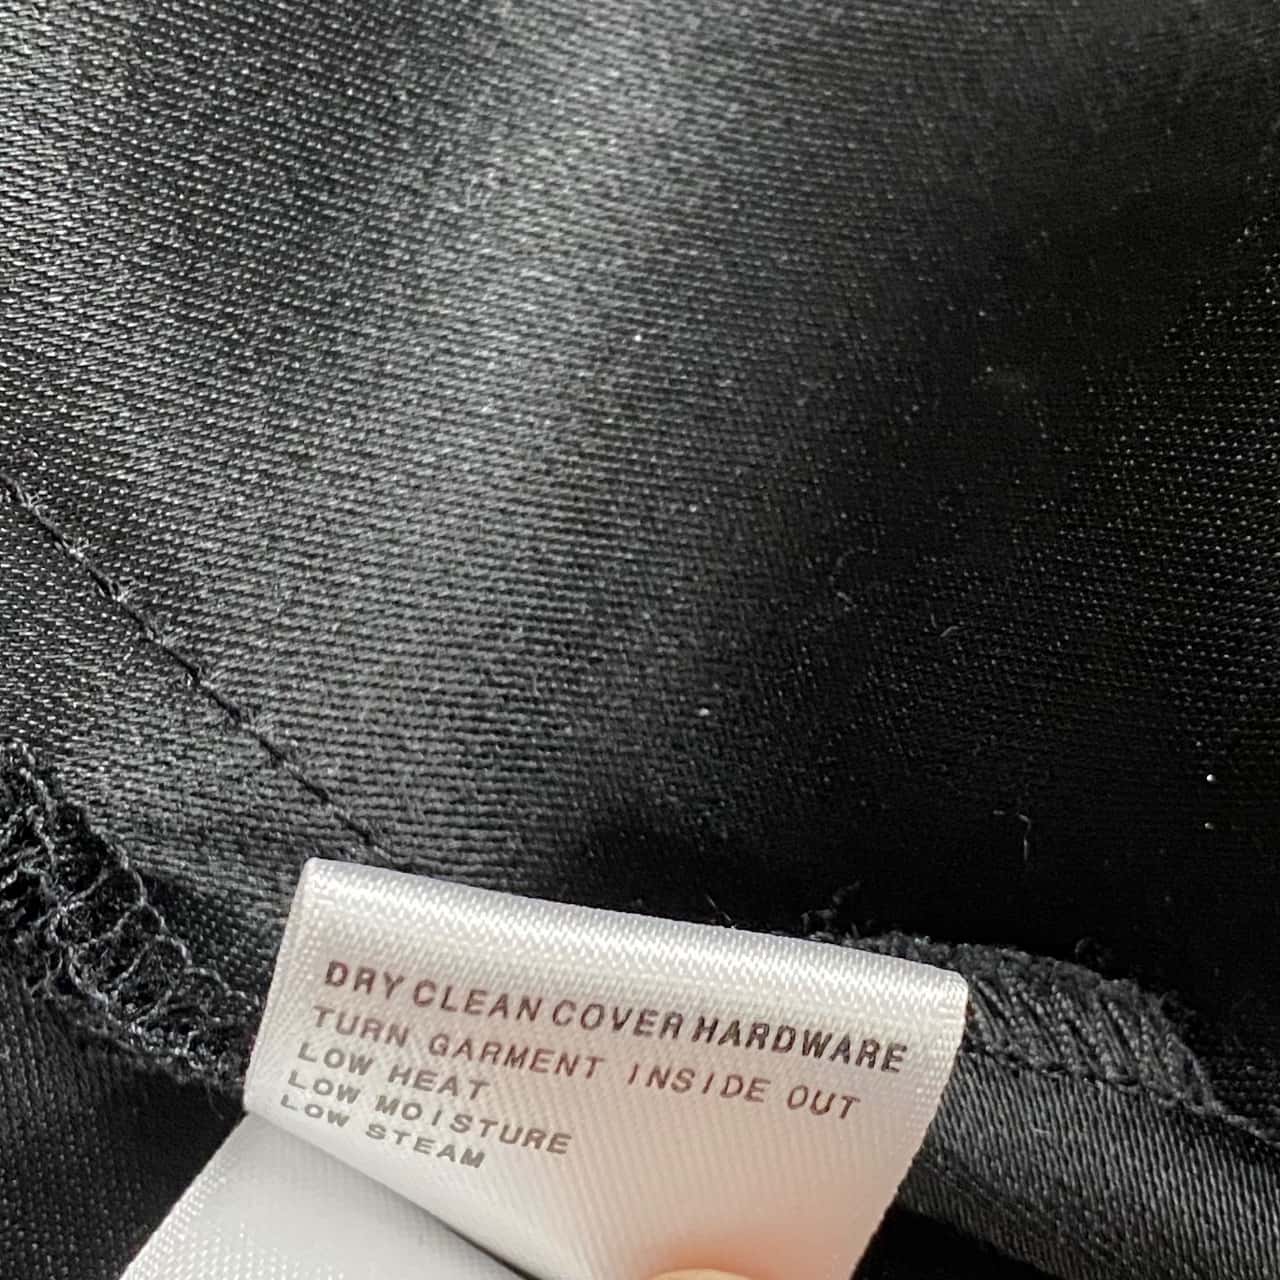 DRY CLEAN COVER HARDWARE
TURN GARMENT INSIDE OUT
LOW HEAT
LOW MOISTURE
LOW STEAM